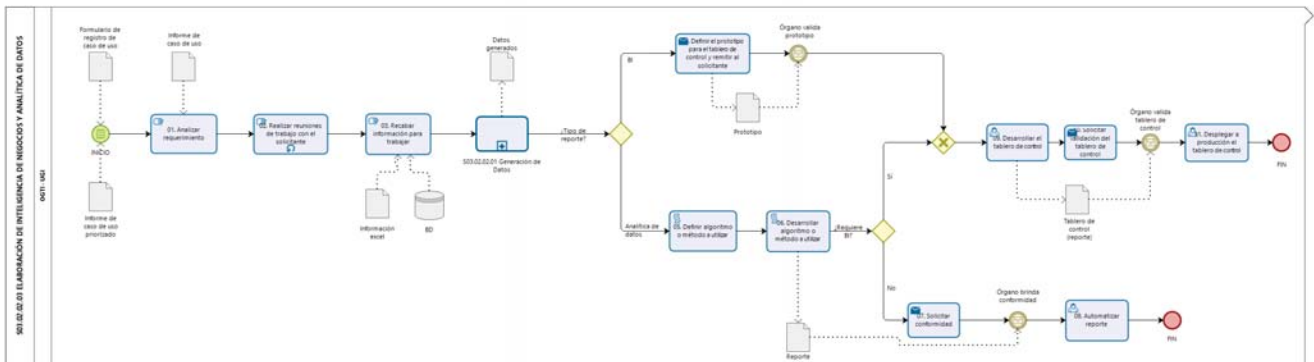 S03.02.03 ELABORACIÓN DE INTELIGENCIA DE NEGOCIOS Y ANALÍTICA DE DATOS
OGTI - UGI
Formulario de
registro de
caso de uso
Informe de
caso de uso
INICIO
Informe de
caso de uso
priorizado
01. Analizar
requerimiento
02. Realizar reuniones
de trabajo con el
solicitante
03. Recabar
información para
trabajar
Información
excel
BD
Datos
generados
S03.02.02.01 Generación de
Datos
¿Tipo de
reporte?
BI
Definir el prototipo
para el tablero de
control y remitir al
solicitante
Prototipo
Órgano valida
prototipo
Analítica de
datos
05. Definir algoritmo
o método a utilizar
06. Desarrollar
algoritmo o
método a utilizar
¿Requiere
BI?
Reporte
Sí
No
Desarrollar el
tablero de control
Solicitar
validación del
tablero de
control
Órgano valida
tablero de
control
Tablero de
control
(reporte)
Desplegar a
producción el
tablero de control
FIN
07. Solicitar
conformidad
Órgano brinda
conformidad
Automatizar
reporte
FIN